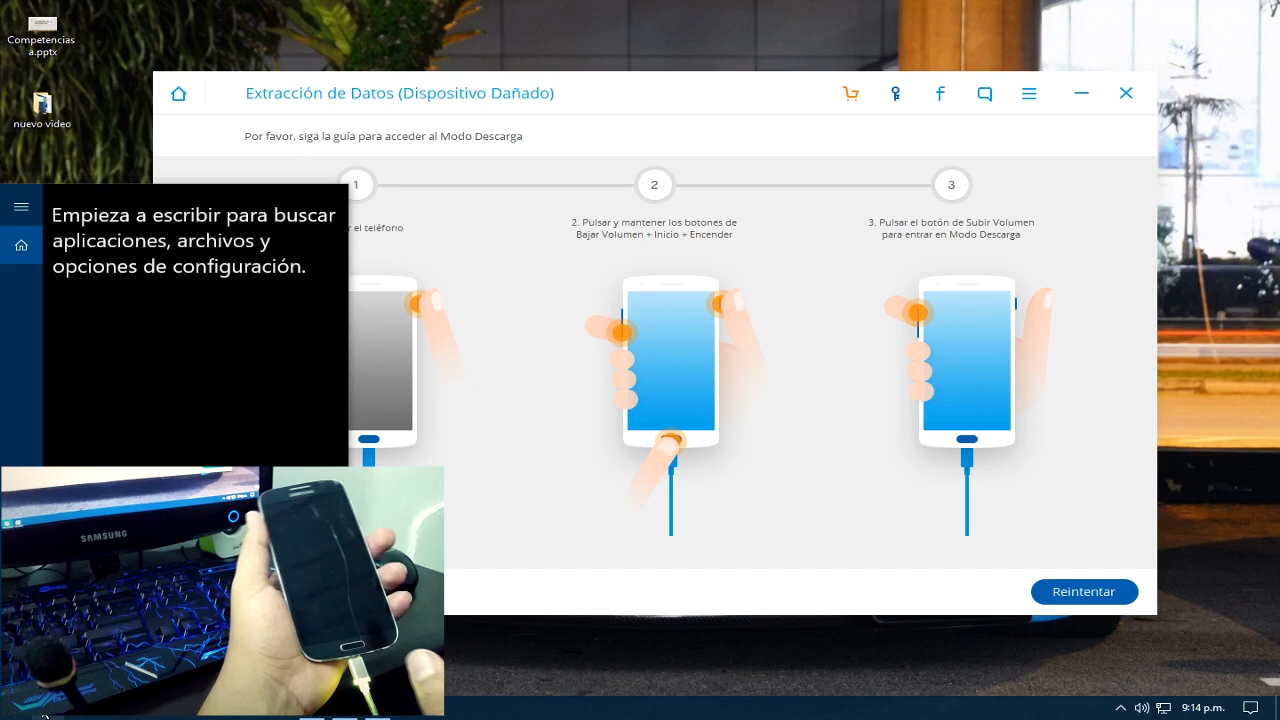 Competencias
a.pptx
nuevo video
Extracción de Datos (Dispositivo Dañado)
Por favor, siga la guía para acceder al Modo Descarga
1
2
3
r el teléfono
2. Pulsar y mantener los botones de
Bajar Volumen + Inicio + Encender
3. Pulsar el botón de Subir Volumen
para entrar en Modo Descarga
Empieza a escribir para buscar
aplicaciones, archivos y
opciones de configuración.
SAMSUNG
Reintentar
9:14 p.m.